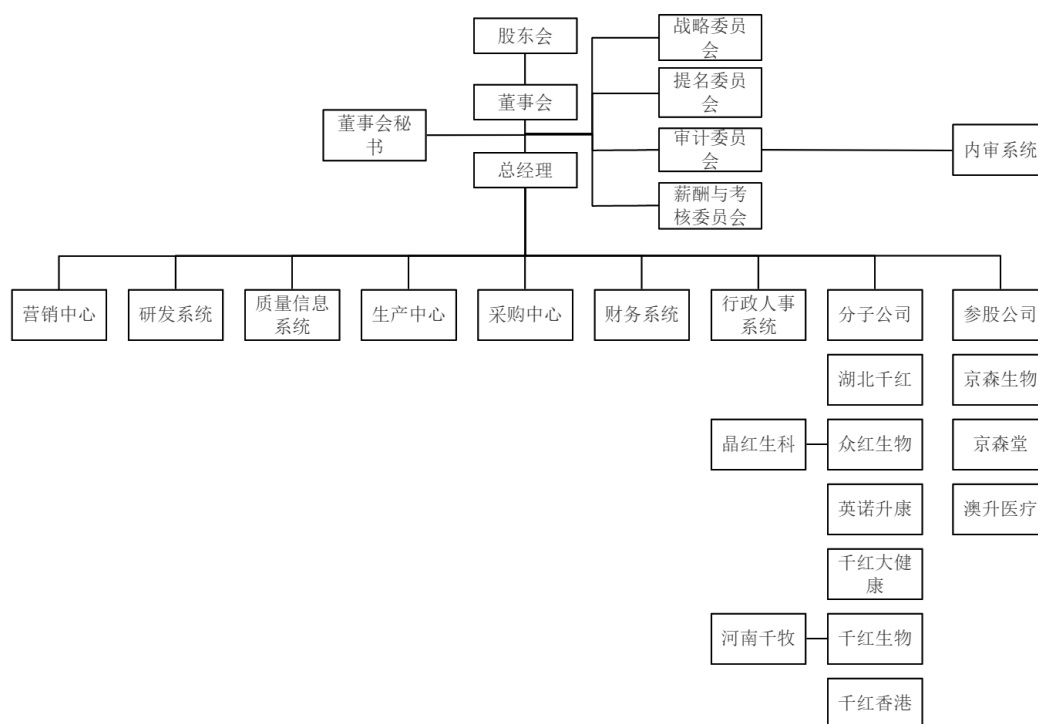 股东会
战略委员
会
提名委员
会
董事会
董事会秘
书
审计委员
会
内审系统
总经理
薪酬与考
核委员会
营销中心
研发系统
质量信息
系统
生产中心
采购中心
财务系统
行政人事
系统
分子公司
参股公司
湖北千红
京森生物
晶红生科
众红生物
京森堂
英诺升康
澳升医疗
千红大健
康
河南千牧
千红生物
千红香港